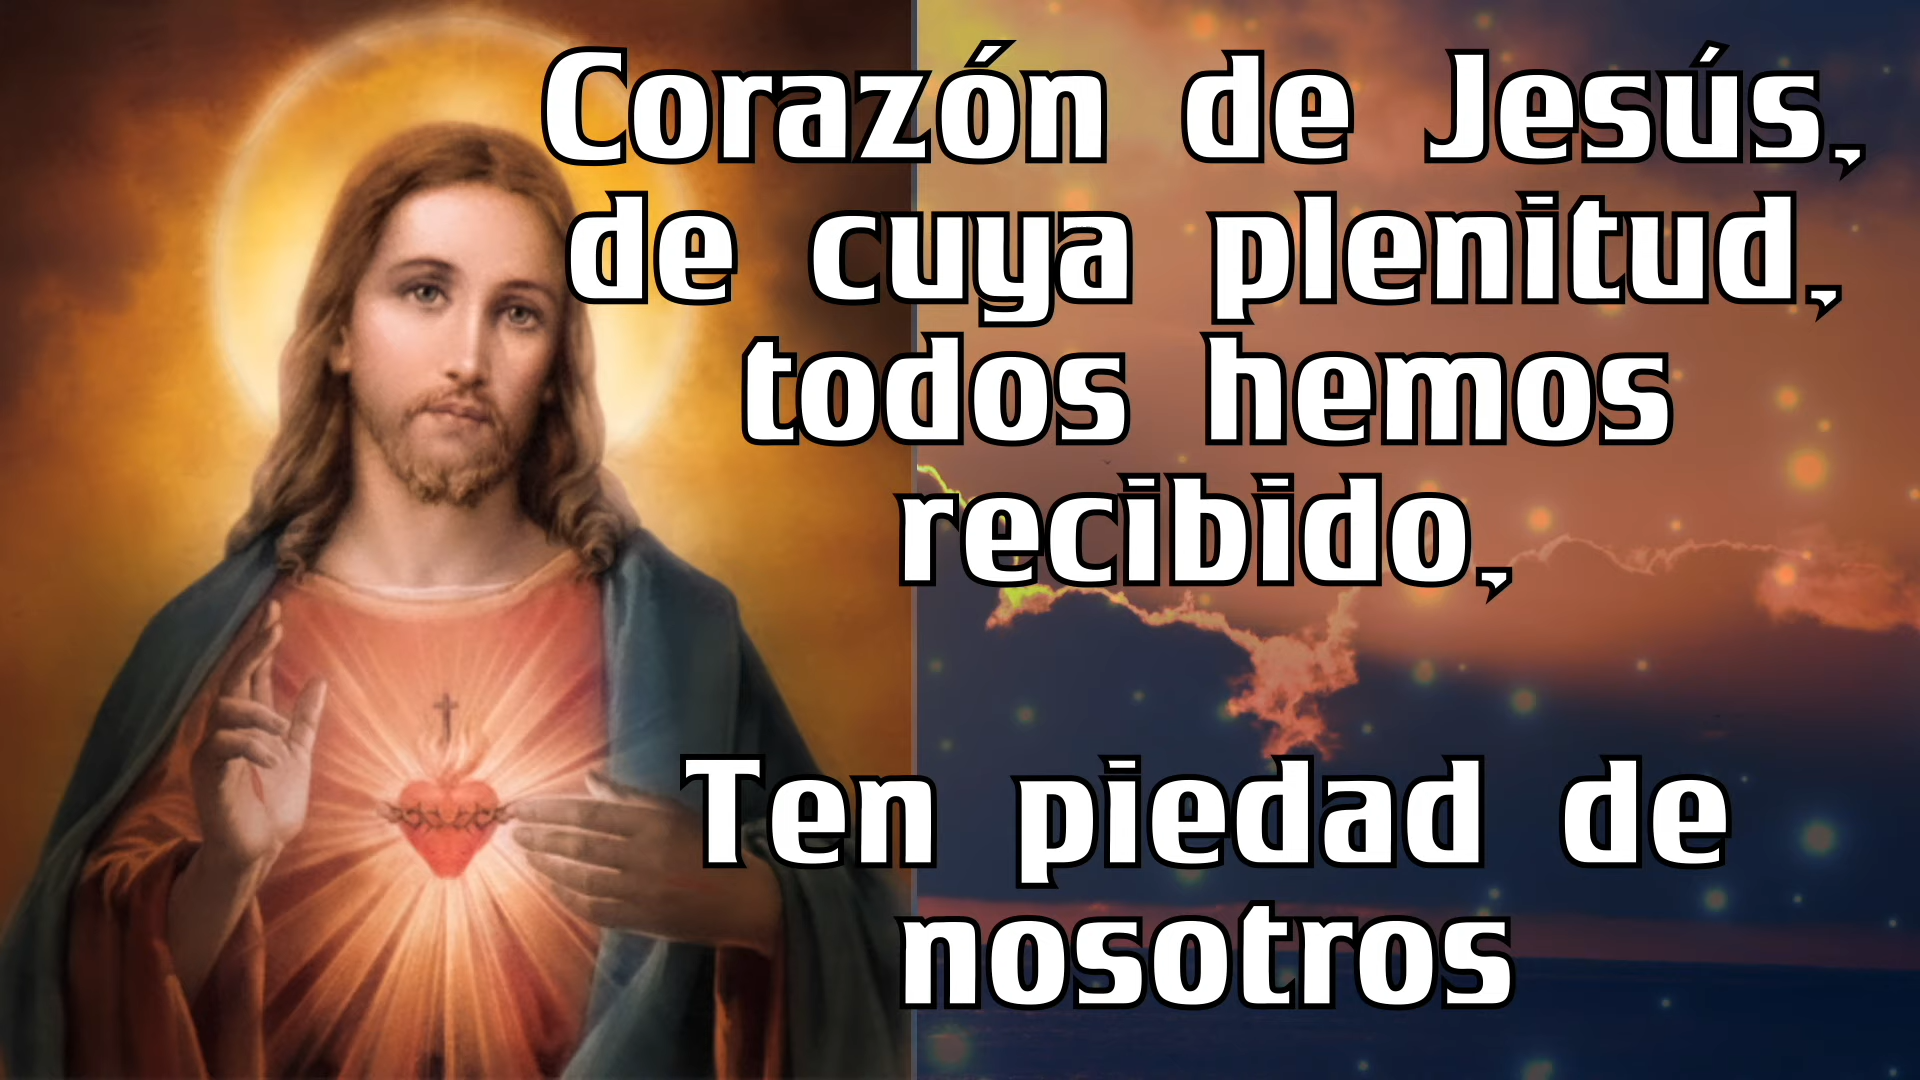 Corazón de Jesús,
de cuya plenitud,
todos hemos
recibido,
Ten piedad de
nosotros